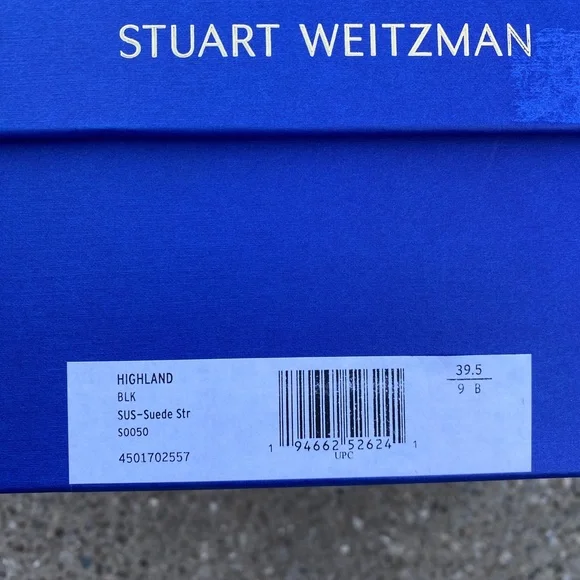 STUART WEITZMAN
HIGHLAND
BLK
SUS-Suede Str
S0050
4501702557
1 94662 52624 1
UPC
39.5
9 B